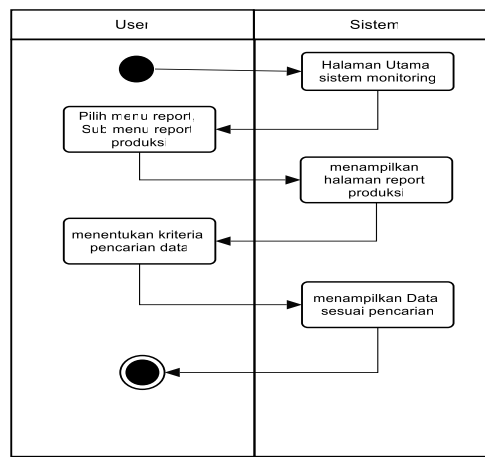 User
Sistem
Halaman Utama
sistem monitoring
Pilih menu report,
Sub menu report
produksi
menampilkan
halaman report
produksi
menentukan kriteria
pencarian data
menampilkan Data
sesuai pencarian